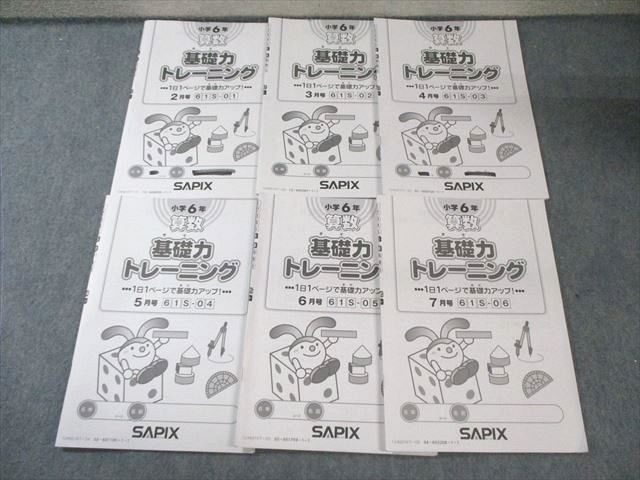 小学6年
算数
基礎力
トレーニング
1日1ページで基礎力アップ!
2月号 61S-01
SAPIX
小学6年
算数
基礎力
トレーニング
1日1ページで基礎力アップ!
3月号 61S-02
SAPIX
小学6年
算数
基礎力
トレーニング
1日1ページで基礎力アップ!
4月号 61S-03
SAPIX
小学6年
算数
基礎力
トレーニング
1日1ページで基礎力アップ!
5月号 61S-04
SAPIX
小学6年
算数
基礎力
トレーニング
1日1ページで基礎力アップ!
6月号 61S-05
SAPIX
小学6年
算数
基礎力
トレーニング
1日1ページで基礎力アップ!
7月号 61S-06
SAPIX